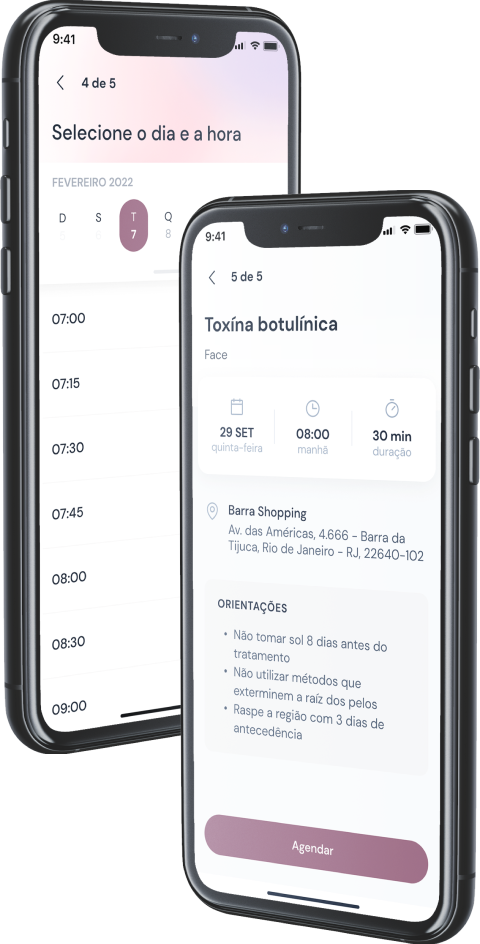 9:41
4 de 5
Selecione o dia e a hora
FEVEREIRO 2022
D S T Q
7 8
07:00
07:15
07:30
07:45
08:00
08:30
09:00
9:41
5 de 5
Toxína botulínica
Face
29 SET 08:00 30 min
quinta-feira manhã duração
Barra Shopping
Av. das Américas, 4.666 - Barra da
Tijuca, Rio de Janeiro - RJ, 22640-102
ORIENTAÇÕES
• Não tomar sol 8 dias antes do
tratamento
• Não utilizar métodos que
exterminem a raíz dos pelos
• Raspe a região com 3 dias de
antecedência
Agendar